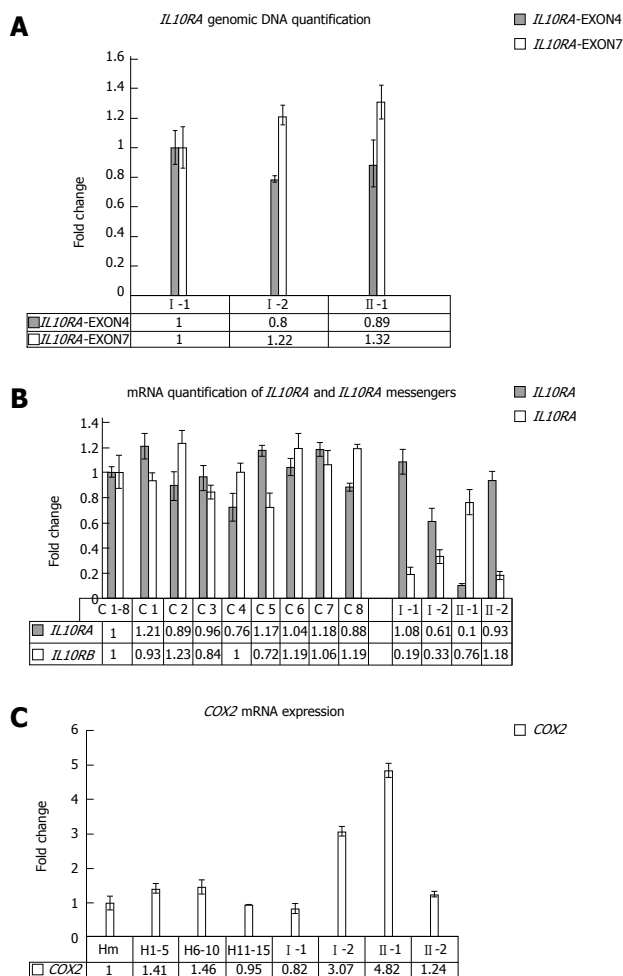 A
IL10RA genomic DNA quantification
IL10RA-EXON4
IL10RA-EXON7
Fold change
1.6
1.4
1.2
1
0.8
0.6
0.4
0.2
0
I -1 I -2 II -1
IL10RA-EXON4 1 0.8 0.89
IL10RA-EXON7 1 1.22 1.32
B
mRNA quantification of IL10RA and IL10RA messengers
IL10RA
IL10RA
Fold change
1.4
1.2
1
0.8
0.6
0.4
0.2
0
C 1-8 C 1 C 2 C 3 C 4 C 5 C 6 C 7 C 8 I -1 I -2 II -1 II -2
IL10RA 1 1.21 0.89 0.96 0.76 1.17 1.04 1.18 0.88 1.08 0.61 0.1 0.93
IL10RB 1 0.93 1.23 0.84 1 0.72 1.19 1.06 1.19 0.19 0.33 0.76 1.18
C
COX2 mRNA expression
COX2
Fold change
6
5
4
3
2
1
0
Hm H1-5 H6-10 H11-15 I -1 I -2 II -1 II -2
COX2 1 1.41 1.46 0.95 0.82 3.07 4.82 1.24